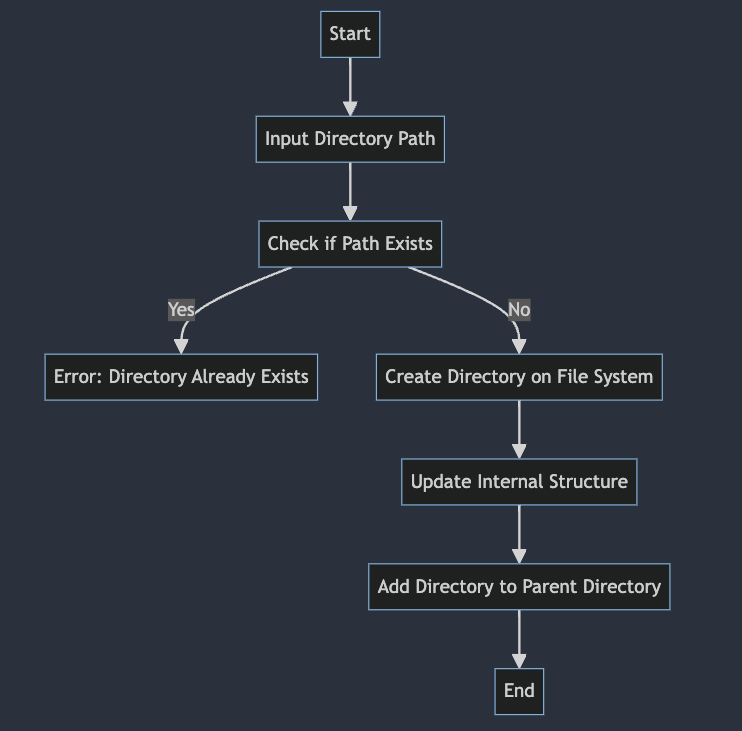 Start
Input Directory Path
Check if Path Exists
Yes
No
Error: Directory Already Exists
Create Directory on File System
Update Internal Structure
Add Directory to Parent Directory
End